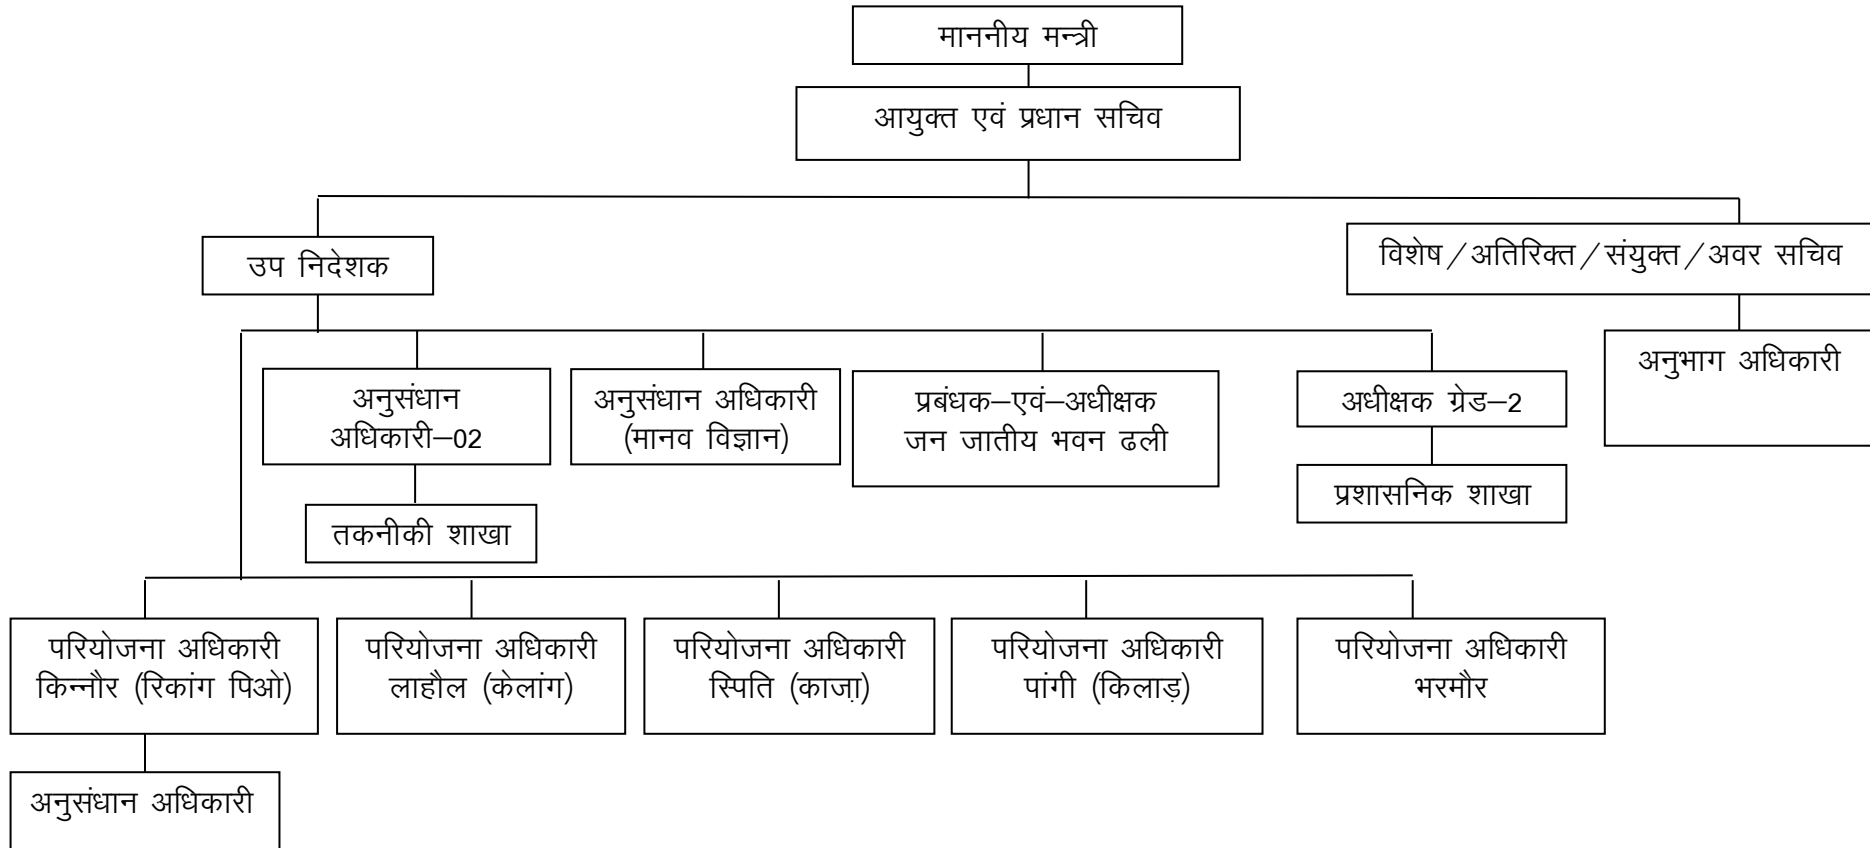 माननीय मन्त्री
आयुक्त एवं प्रधान सचिव
उप निदेशक
विशेष/अतिरिक्त/संयुक्त/अवर सचिव
अनुसंधान
अधिकारी–02
अनुसंधान अधिकारी
(मानव विज्ञान)
प्रबंधक–एवं–अधीक्षक
जन जातीय भवन ढली
अधीक्षक ग्रेड–2
अनुभाग अधिकारी
तकनीकी शाखा
प्रशासनिक शाखा
परियोजना अधिकारी
किन्नौर (रिकांग पिओ)
परियोजना अधिकारी
लाहौल (केलांग)
परियोजना अधिकारी
स्पिति (काज़ा)
परियोजना अधिकारी
पांगी (किलाड़)
परियोजना अधिकारी
भरमौर
अनुसंधान अधिकारी